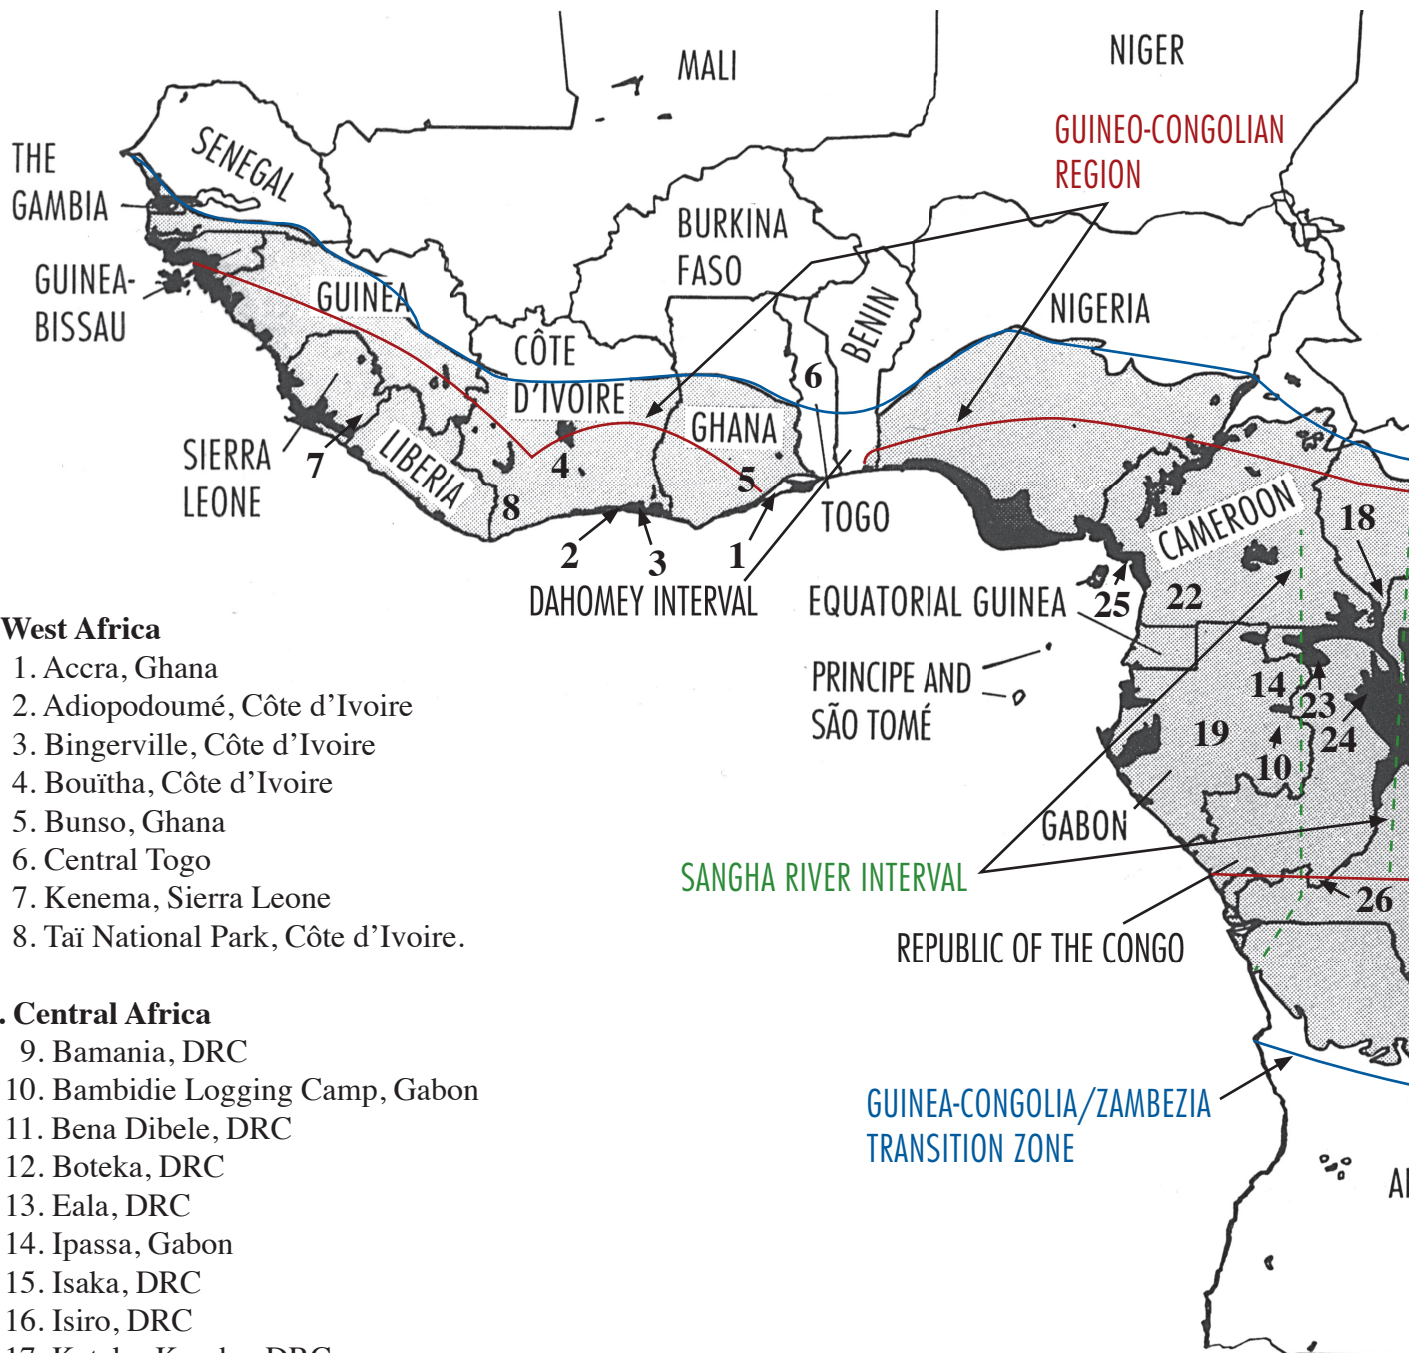 MALI
NIGER
GUINEO-CONGOLIAN
REGION
THE
GAMBIA
SENEGAL
BURKINA
FASO
GUINEA-
BISSAU
GUINEA
BENIN
NIGERIA
CÔTE
D'IVOIRE
6
GHANA
SIERRA
LEONE
7
LIBERIA
4
5
8
TOGO
CAMEROON
18
2
3
1
DAHOMEY INTERVAL
EQUATORIAL GUINEA
25
22
PRINCIPE AND
SÃO TOMÉ
14
23
19
24
10
GABON
SANGHA RIVER INTERVAL
26
REPUBLIC OF THE CONGO
GUINEA-CONGOLIA/ZAMBEZIA
TRANSITION ZONE
West Africa
1. Accra, Ghana
2. Adiopodoumé, Côte d'Ivoire
3. Bingerville, Côte d'Ivoire
4. Bouïtha, Côte d'Ivoire
5. Bunso, Ghana
6. Central Togo
7. Kenema, Sierra Leone
8. Taï National Park, Côte d'Ivoire.
. Central Africa
9. Bamania, DRC
10. Bambidie Logging Camp, Gabon
11. Bena Dibele, DRC
12. Boteka, DRC
13. Eala, DRC
14. Ipassa, Gabon
15. Isaka, DRC
16. Isiro, DRC